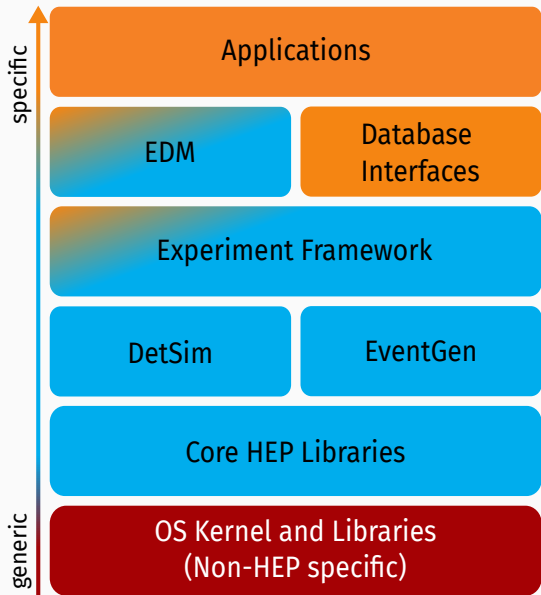 specific
Applications
EDM
Database
Interfaces
Experiment Framework
DetSim
EventGen
Core HEP Libraries
OS Kernel and Libraries
(Non-HEP specific)
generic